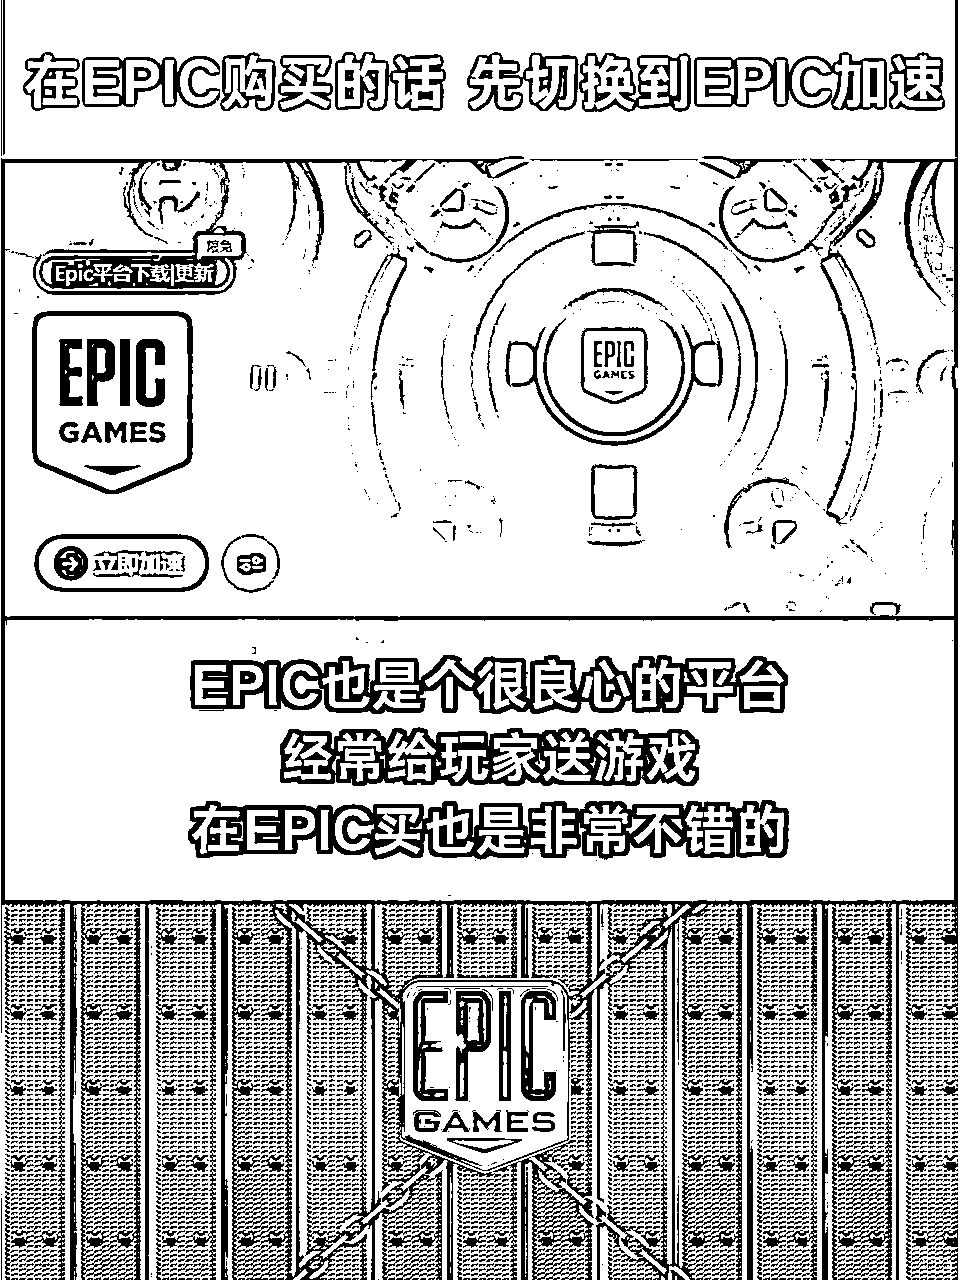 在EPIC购买的话 先切换到EPIC加速
限免
Epic平台下载|更新
EPIC
GAMES
EPIC
GAMES
立即加速
EPIC也是个很良心的平台
经常给玩家送游戏
在EPIC买也是非常不错的
EPIC
GAMES